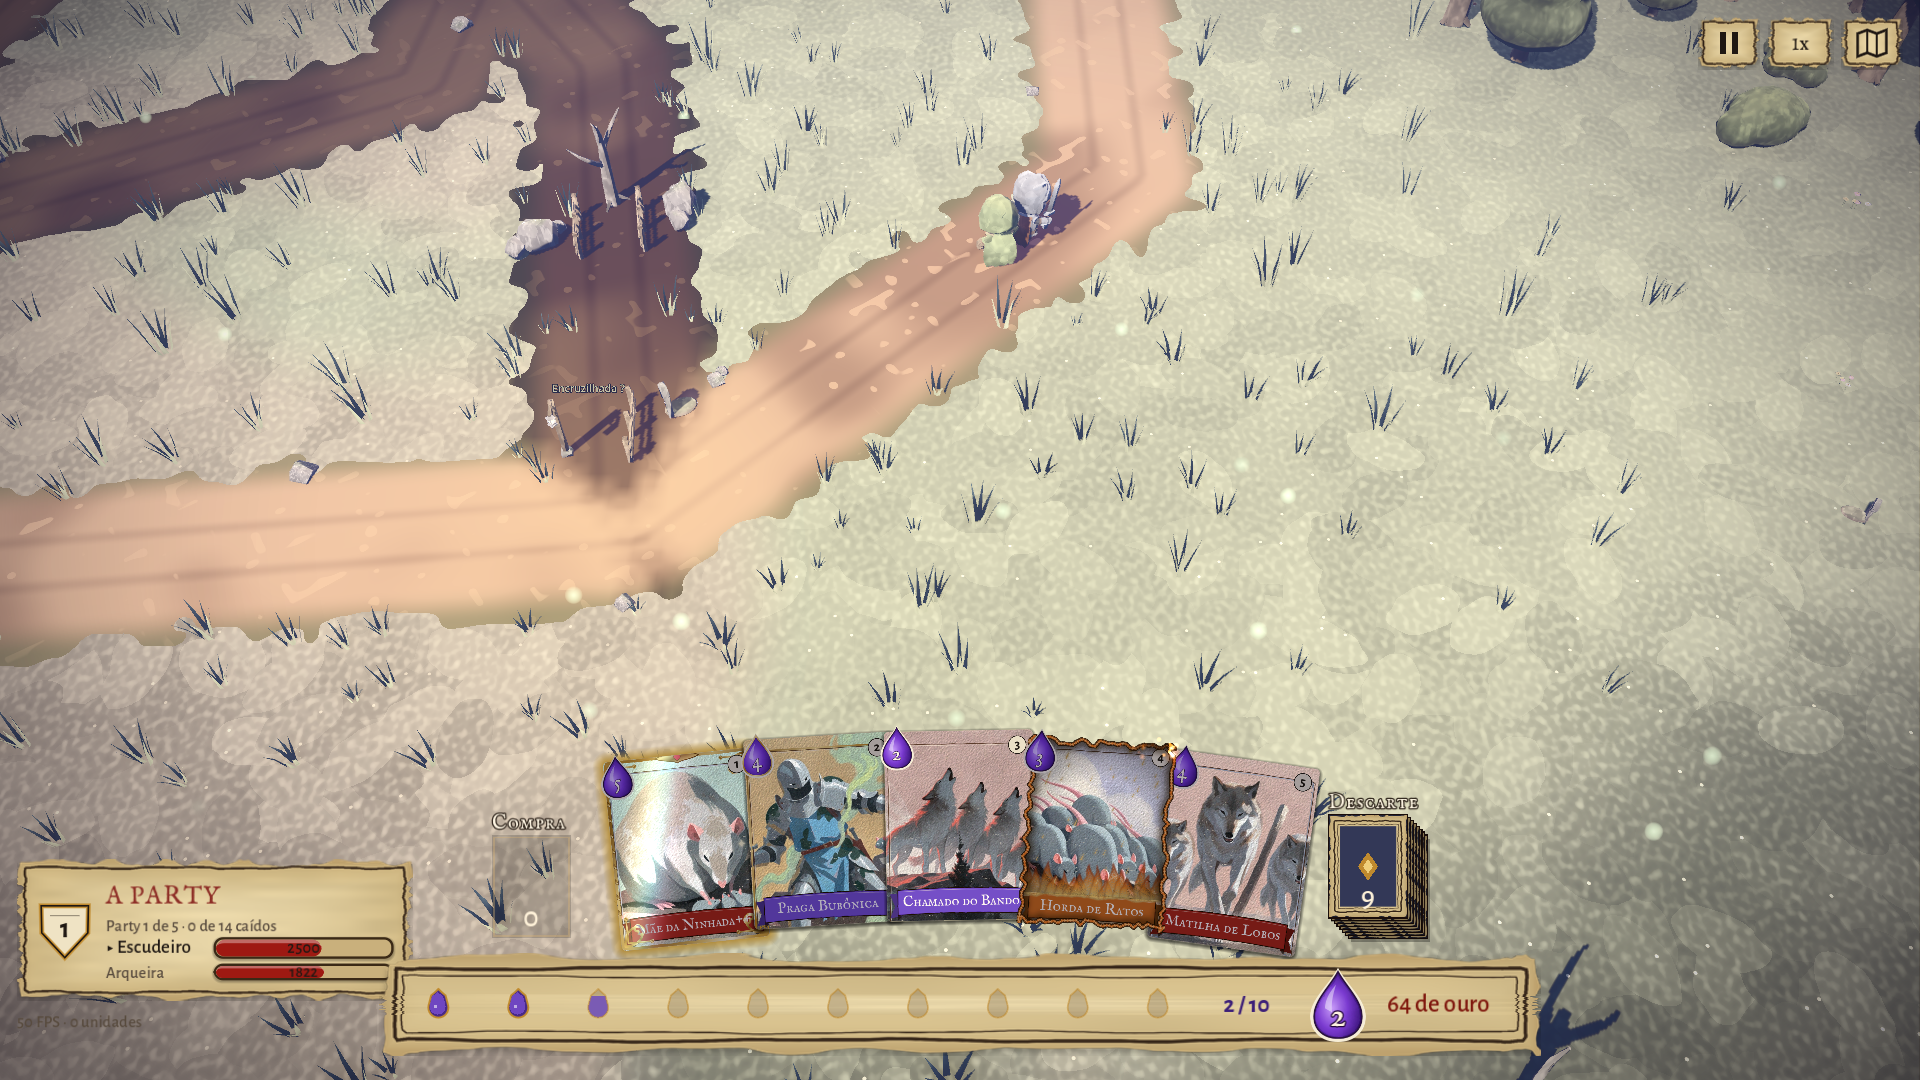 1x
Encruzilhada 2
5
1
4
2
2
3
3
4
4
5
Mãe da Ninhada+
Praga Bubônica
Chamado do Bando
Horda de Ratos
Matilha de Lobos
Compra
0
Descarte
9
A Party
1
Party 1 de 5 · 0 de 14 caídos
▸ Escudeiro 2500
Arqueira 1822
2/10
2
64 de ouro
50 FPS · 0 unidades